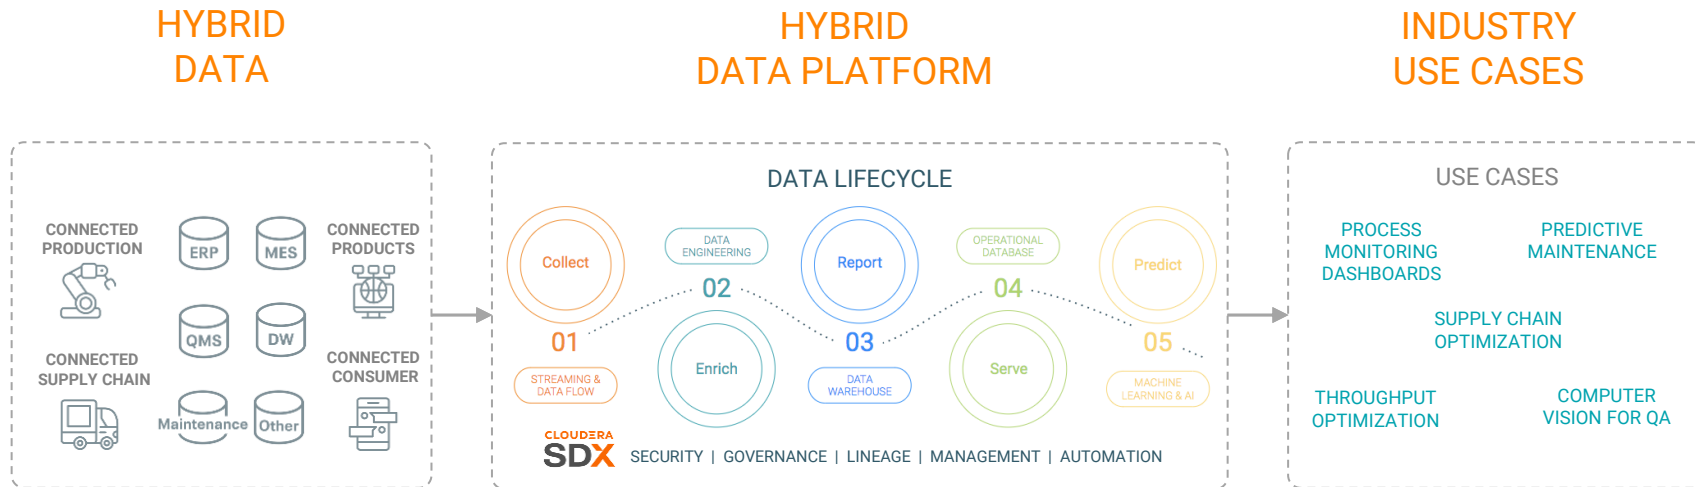 HYBRID
DATA
HYBRID
DATA PLATFORM
INDUSTRY
USE CASES
CONNECTED
PRODUCTION
ERP
MES
CONNECTED
PRODUCTS
QMS
DW
CONNECTED
SUPPLY CHAIN
CONNECTED
CONSUMER
Maintenance
Other
DATA LIFECYCLE
Collect
01
STREAMING &
DATA FLOW
DATA
ENGINEERING
02
Enrich
Report
03
DATA
WAREHOUSE
OPERATIONAL
DATABASE
04
Serve
Predict
05
MACHINE
LEARNING & AI
CLOUDERA
SDX
SECURITY | GOVERNANCE | LINEAGE | MANAGEMENT | AUTOMATION
USE CASES
PROCESS
MONITORING
DASHBOARDS
PREDICTIVE
MAINTENANCE
SUPPLY CHAIN
OPTIMIZATION
THROUGHPUT
OPTIMIZATION
COMPUTER
VISION FOR QA